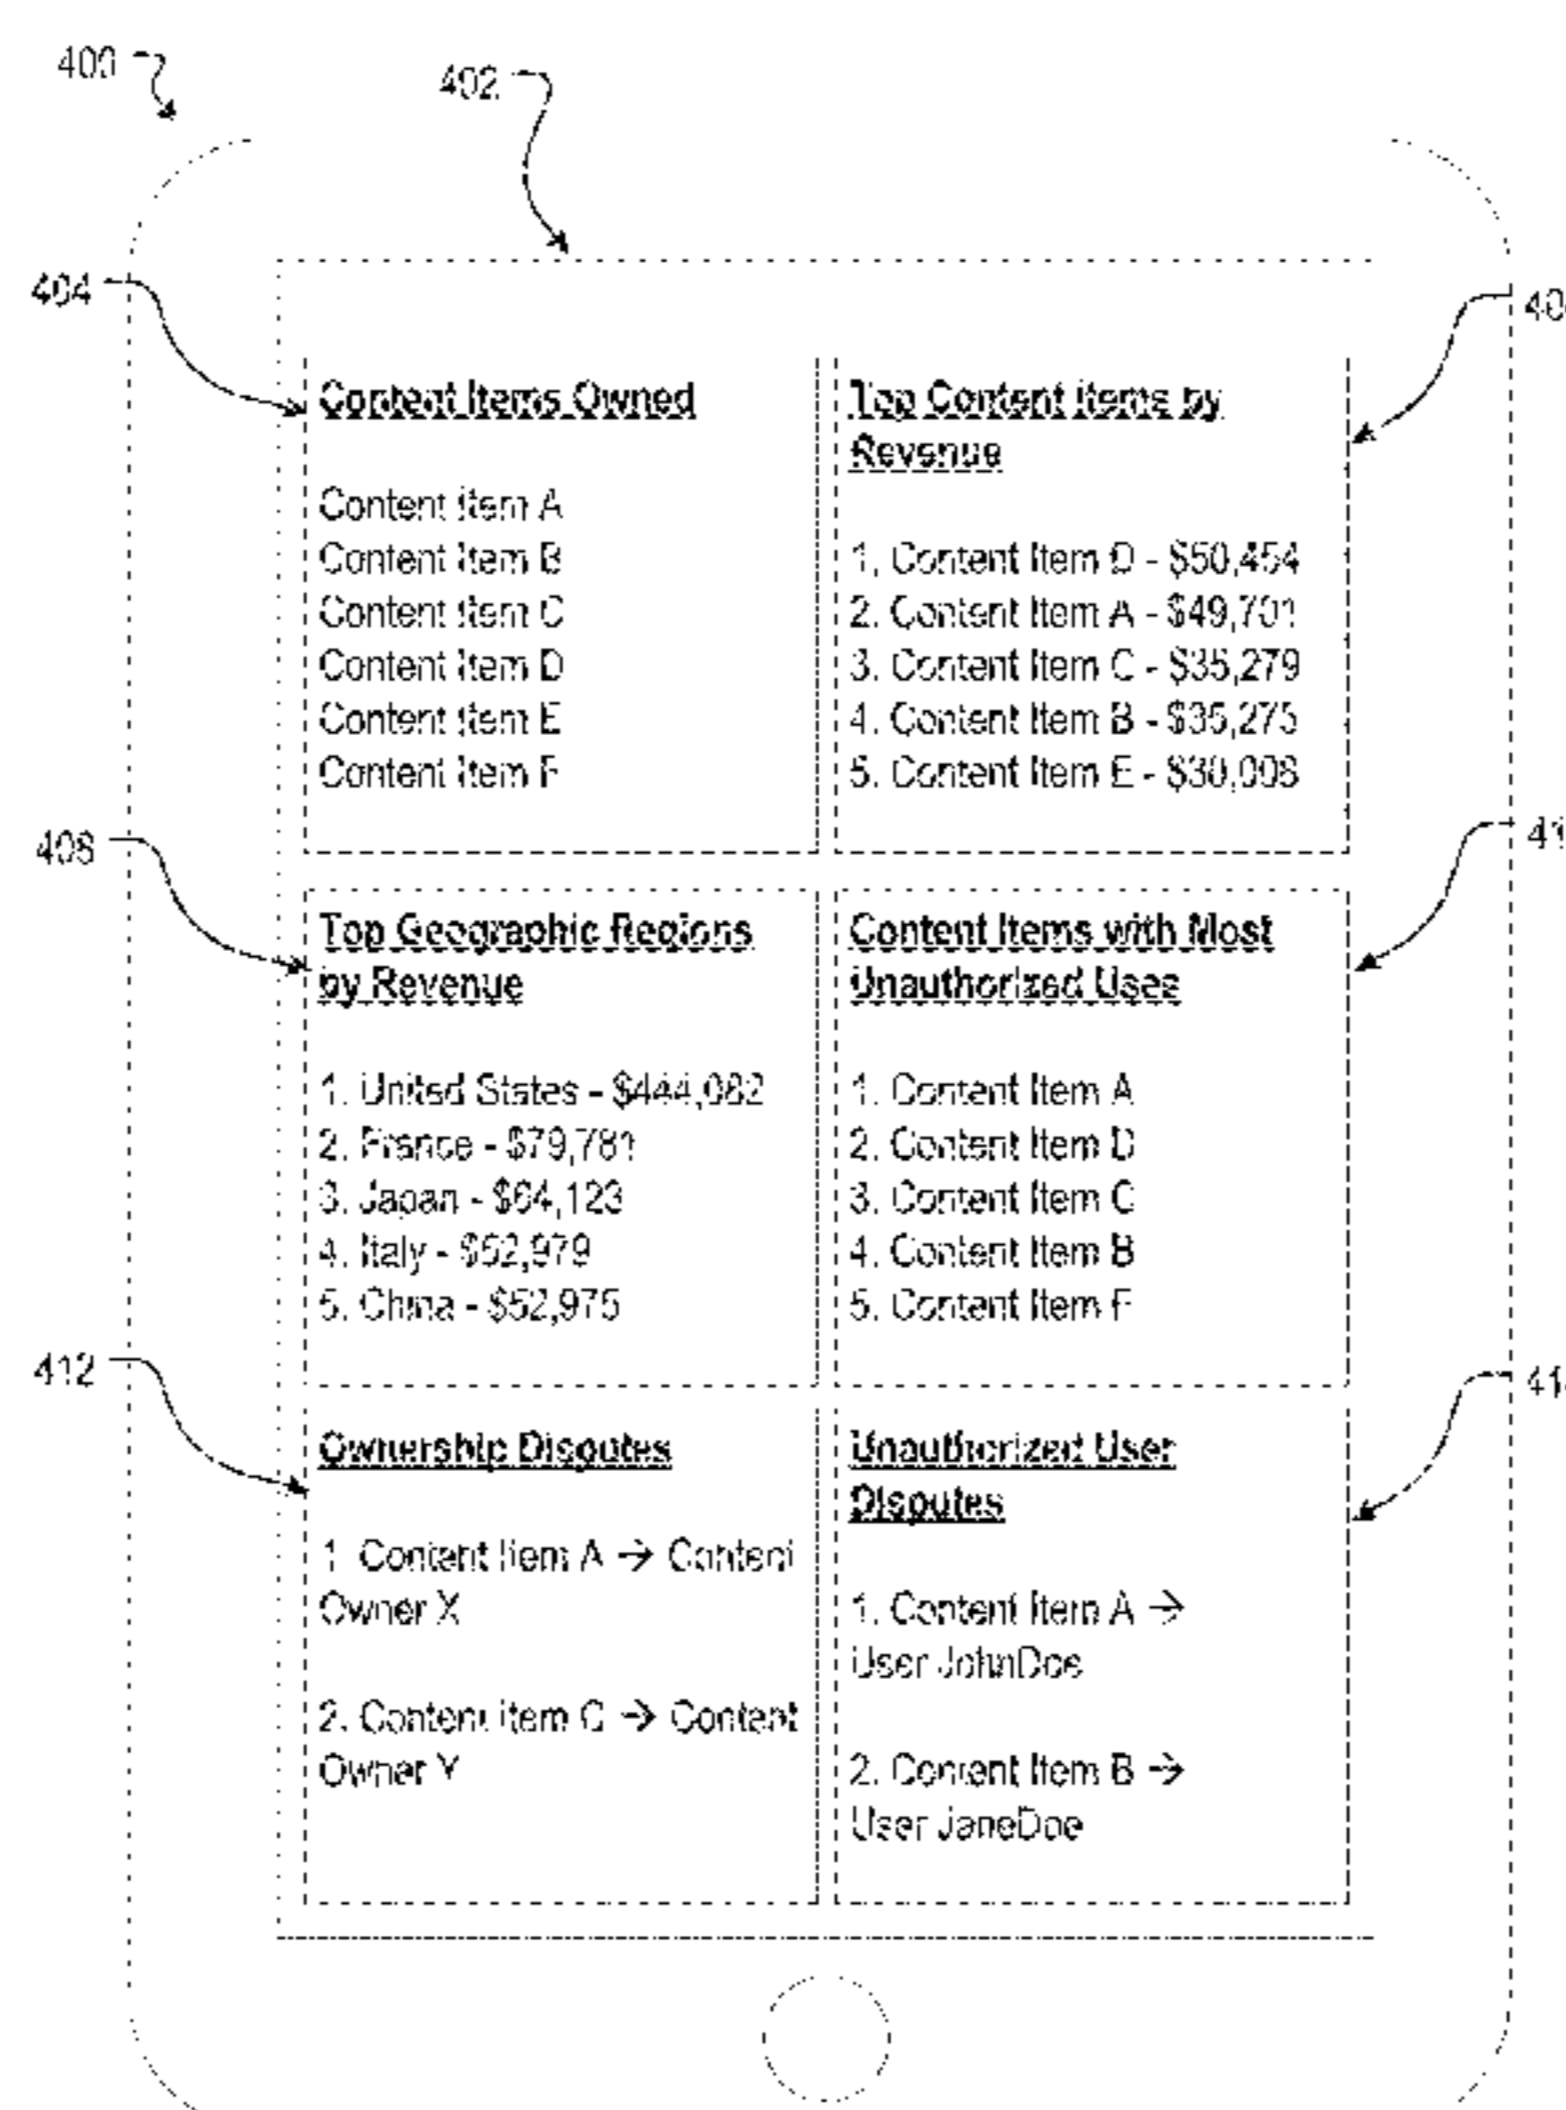 400
402
404
Content Items Owned
Content Item A
Content Item B
Content Item C
Content Item D
Content Item E
Content Item F
Top Content Items by
Revenue
1. Content Item D - $50,454
2. Content Item A - $49,701
3. Content Item C - $35,279
4. Content Item B - $35,275
5. Content Item E - $30,008
408
Top Geographic Regions
by Revenue
1. United States - $444,082
2. France - $79,781
3. Japan - $64,123
4. Italy - $52,979
5. China - $52,975
41
Content Items with Most
Unauthorized Uses
1. Content Item A
2. Content Item D
3. Content Item C
4. Content Item B
5. Content Item F
412
Ownership Disputes
1. Content Item A → Content
Owner X
2. Content Item C → Content
Owner Y
41
Unauthorized User
Disputes
1. Content Item A →
User JohnDoe
2. Content Item B →
User JaneDoe